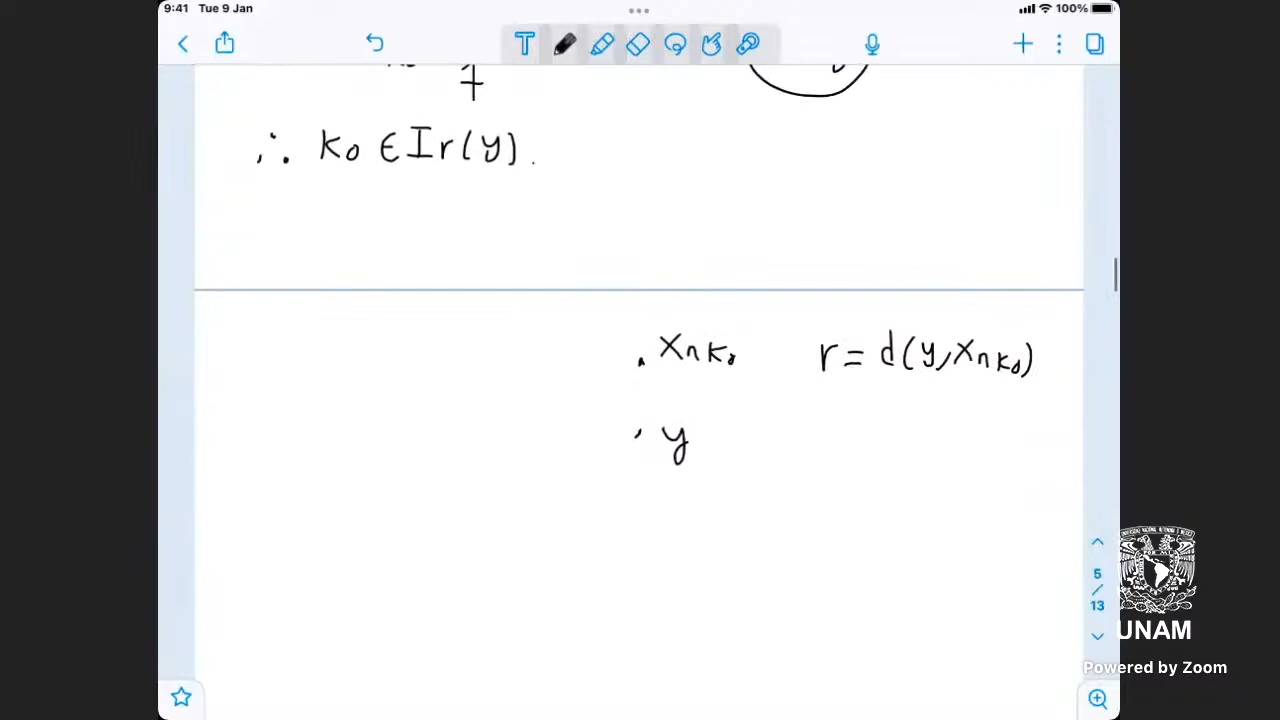 9:41 Tue 9 Jan
100%
T
∴ K₀ ∈ Ir(y).
. Xₙₖ₀ r = d(y, Xₙₖ₀)
. y
5
/
13
UNAM
Powered by Zoom